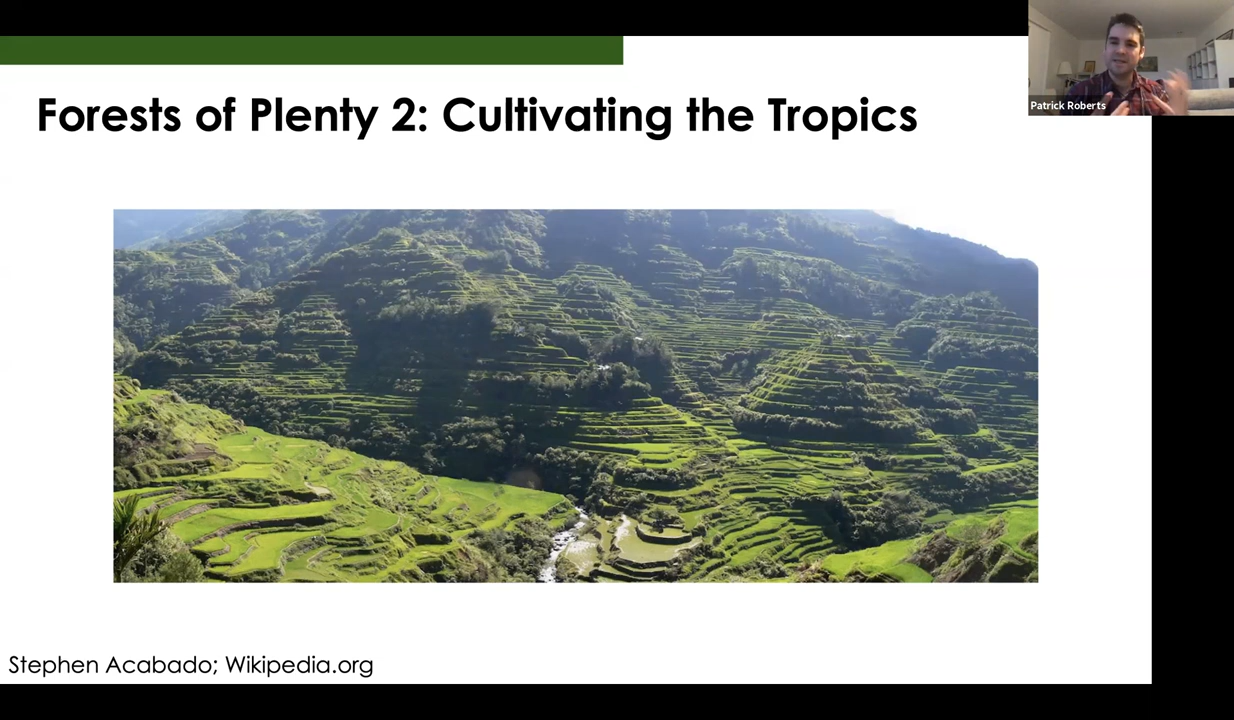 Patrick Roberts
Forests of Plenty 2: Cultivating the Tropics
Stephen Acabado; Wikipedia.org